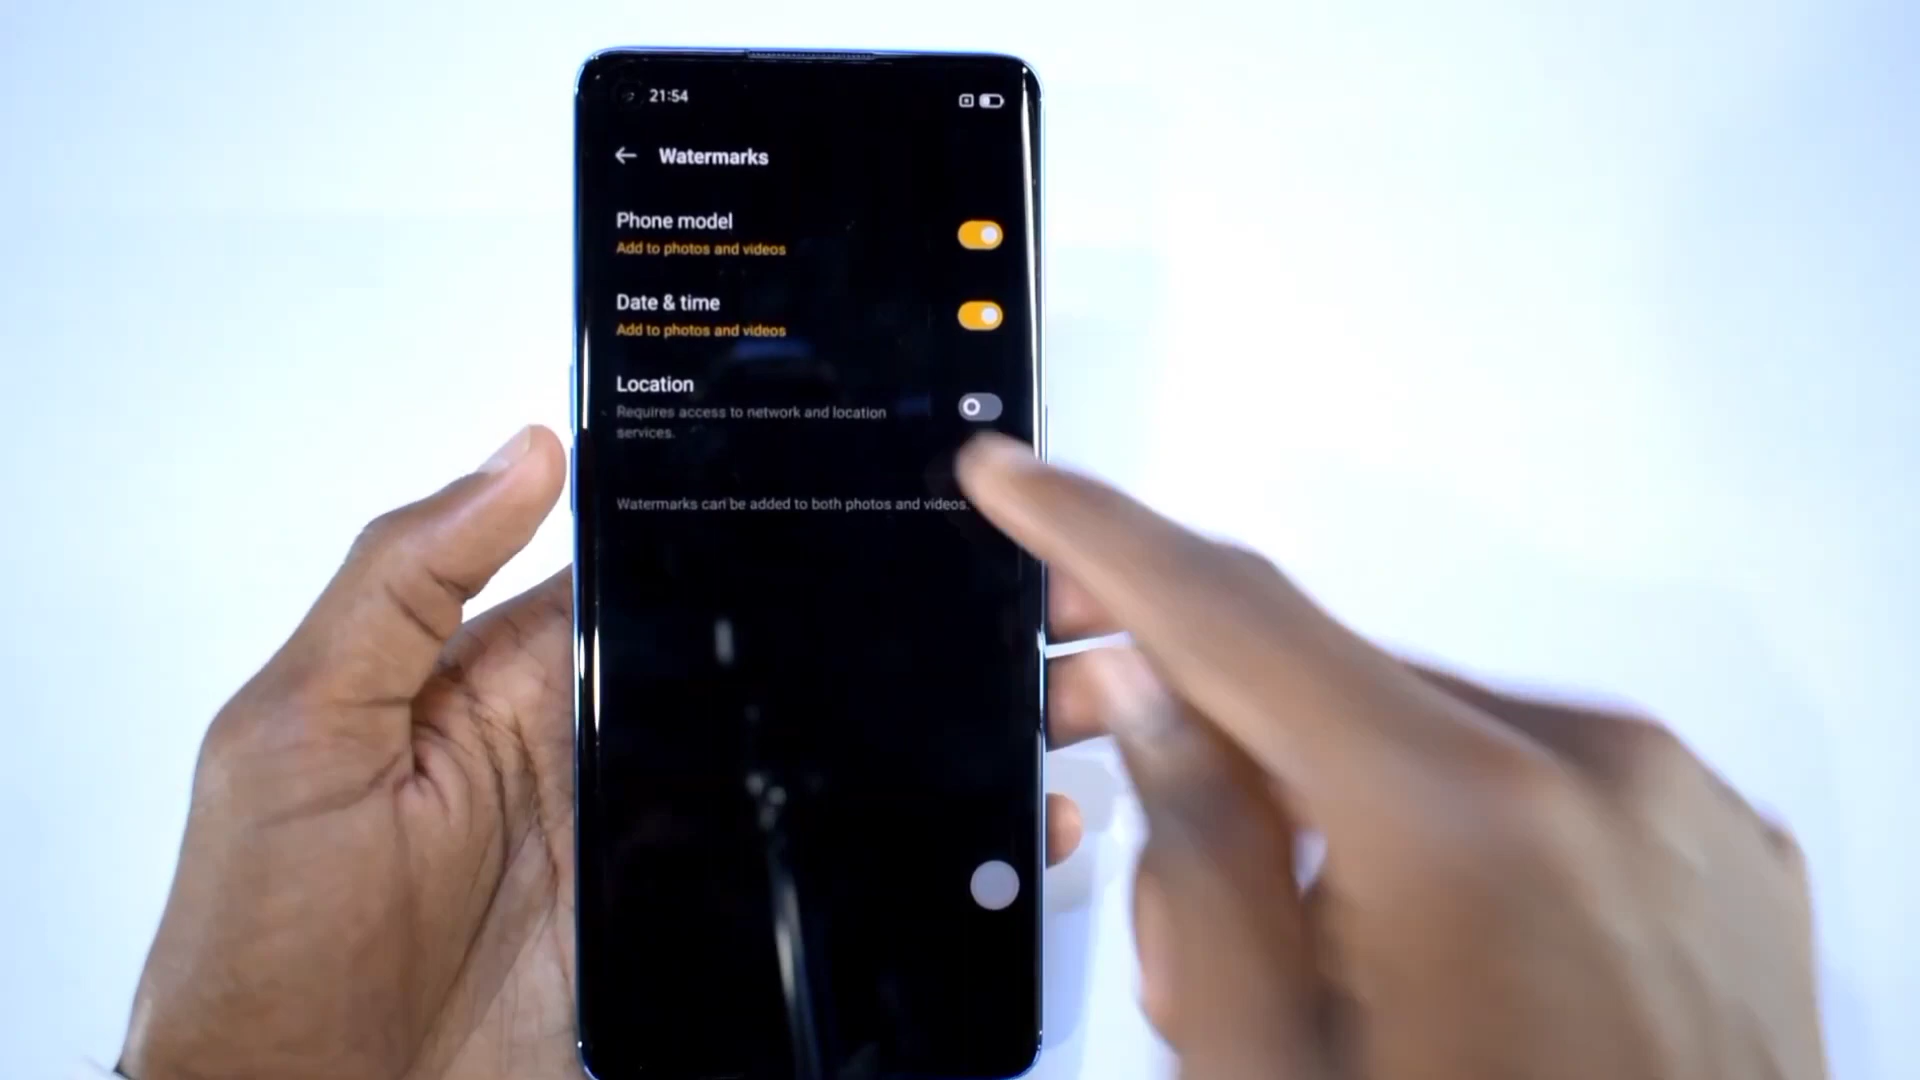 21:54
Watermarks
Phone model
Add to photos and videos
Date & time
Add to photos and videos
Location
Requires access to network and location
services.
Watermarks can be added to both photos and videos.